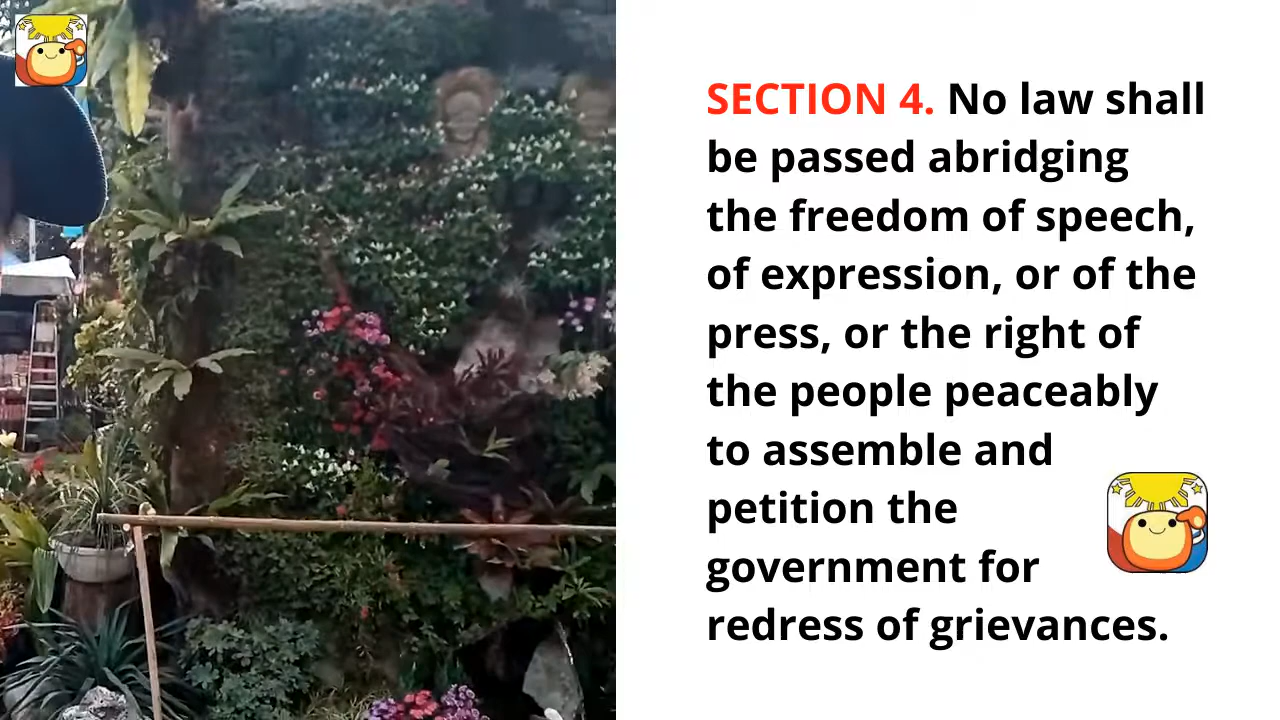 SECTION 4. No law shall
be passed abridging
the freedom of speech,
of expression, or of the
press, or the right of
the people peaceably
to assemble and
petition the
government for
redress of grievances.